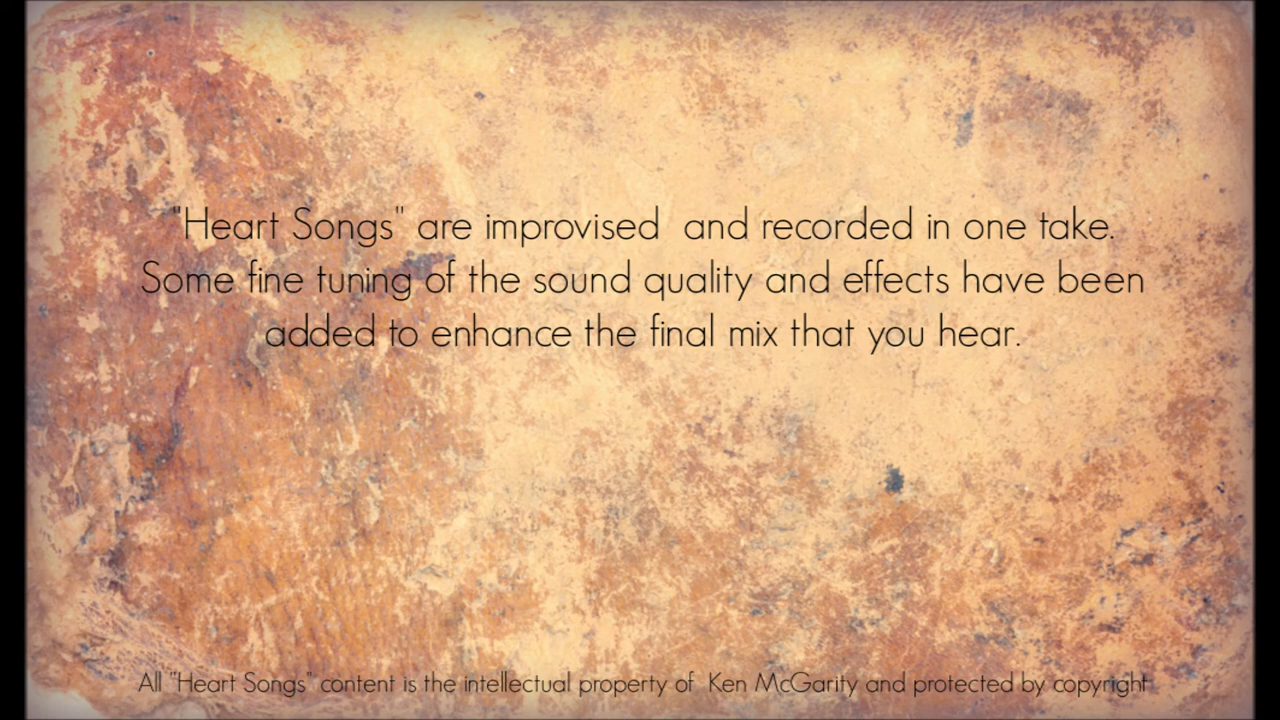 "Heart Songs" are improvised  and recorded in one take.
Some fine tuning of the sound quality and effects have been
added to enhance the final mix that you hear.
All "Heart Songs" content is the intellectual property of  Ken McGarity and protected by copyright